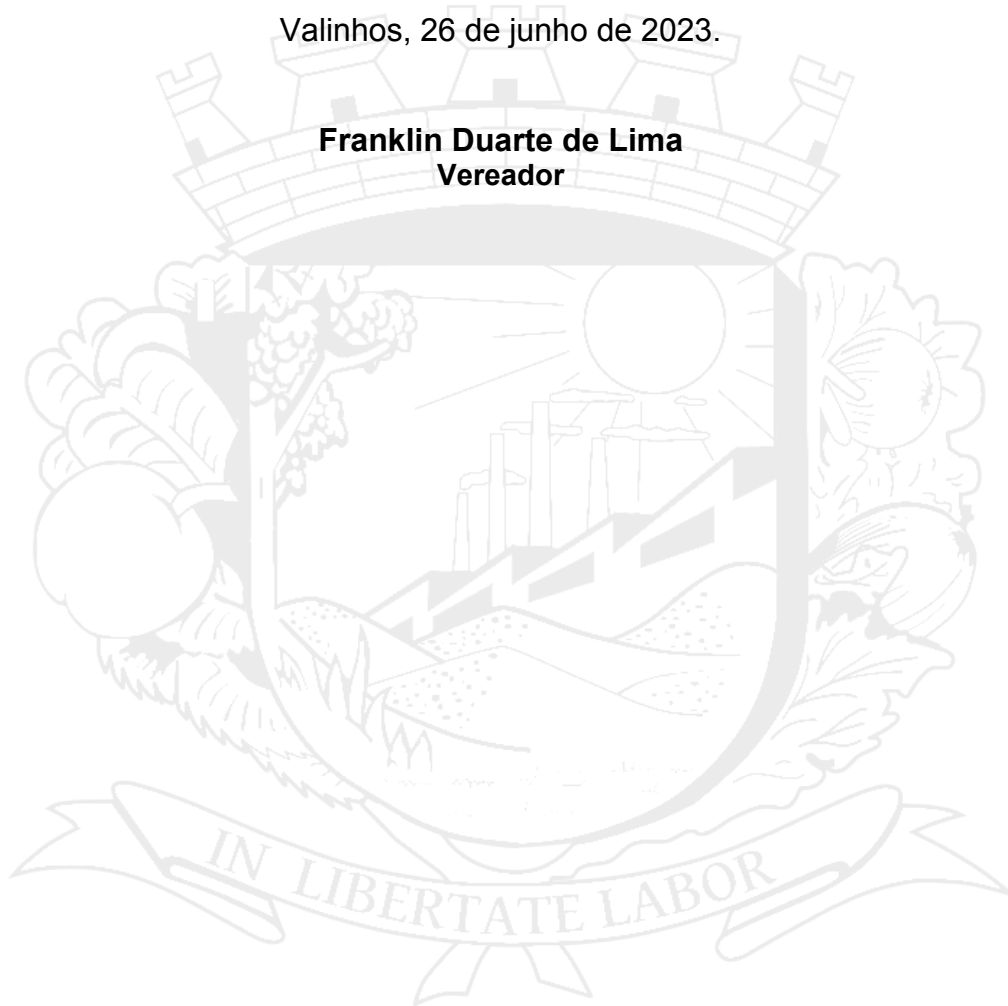 Valinhos, 26 de junho de 2023.
Franklin Duarte de Lima
Vereador
IN LIBERTATE LABOR